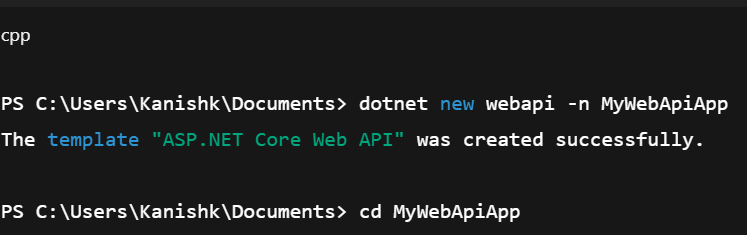 cpp
PS C:\Users\Kanishk\Documents> dotnet new webapi -n MyWebApiApp
The template "ASP.NET Core Web API" was created successfully.
PS C:\Users\Kanishk\Documents> cd MyWebApiApp